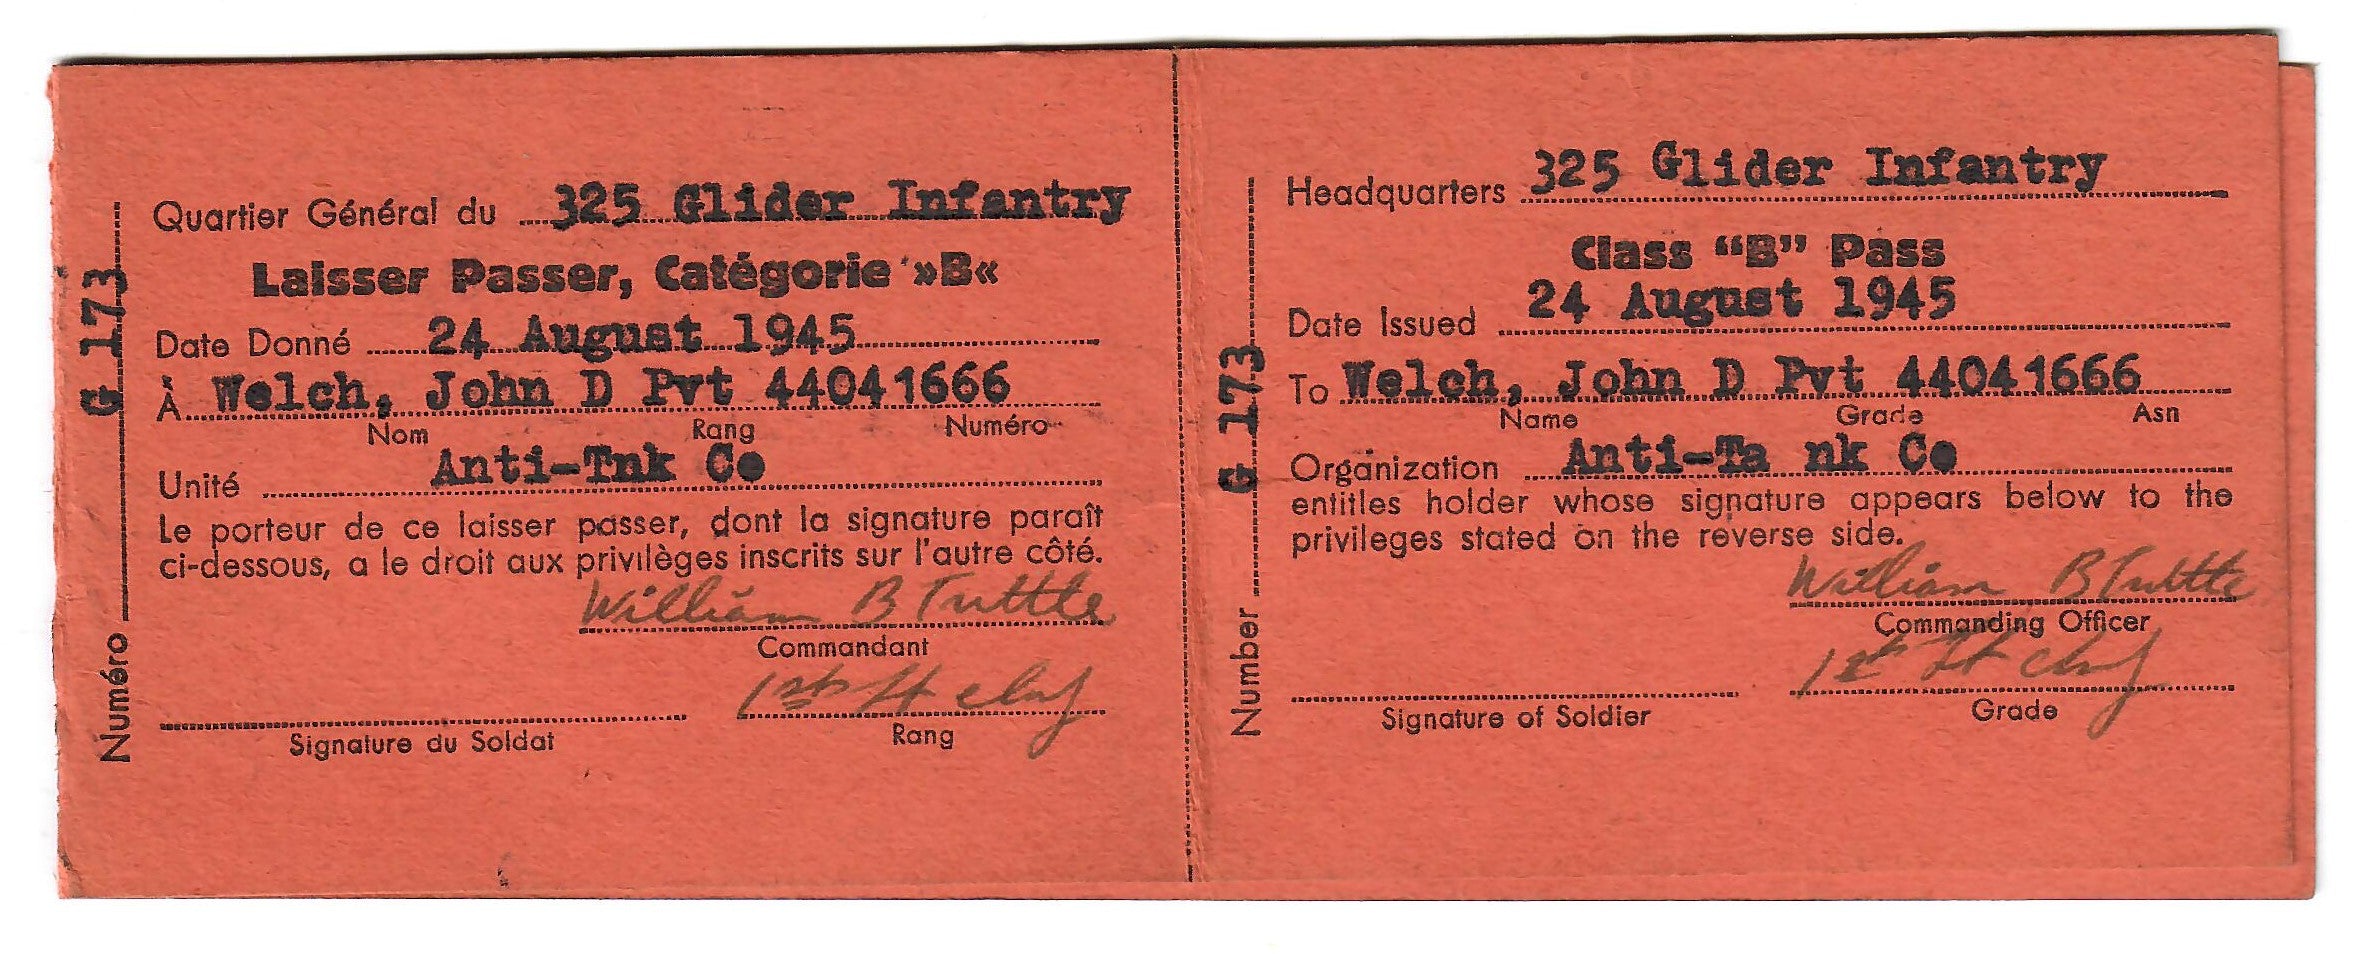 Numéro G 173
Quartier Général du 325 Glider Infantry
Laisser Passer, Catégorie »B«
Date Donné 24 August 1945
À Welch, John D Pvt 44041666
Nom Rang Numéro
Unité Anti-Tnk Co
Le porteur de ce laisser passer, dont la signature paraît
ci-dessous, a le droit aux privilèges inscrits sur l'autre côté.
William B Tuttle
Commandant
1st Lt
Signature du Soldat Rang
Number G 173
Headquarters 325 Glider Infantry
Class “B” Pass
Date Issued 24 August 1945
To Welch, John D Pvt 44041666
Name Grade Asn
Organization Anti-Ta nk Co
entitles holder whose signature appears below to the
privileges stated on the reverse side.
William B Tuttle
Commanding Officer
1st Lt
Signature of Soldier Grade